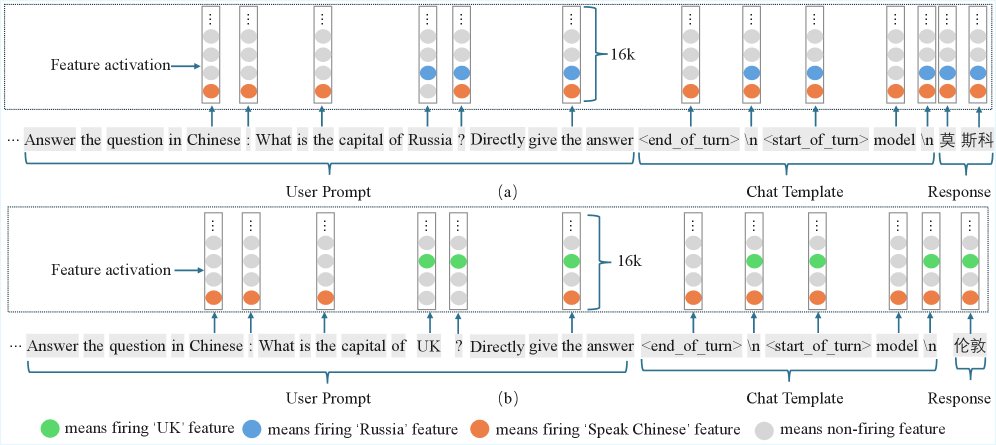 Feature activation
16k
··· Answer the question in Chinese : What is the capital of Russia ? Directly give the answer <end_of_turn> \n <start_of_turn> model \n 莫 斯科
User Prompt (a) Chat Template Response
Feature activation
16k
··· Answer the question in Chinese : What is the capital of UK ? Directly give the answer <end_of_turn> \n <start_of_turn> model \n 伦敦
User Prompt (b) Chat Template Response
means firing ‘UK’ feature means firing ‘Russia’ feature means firing ‘Speak Chinese’ feature means non-firing feature